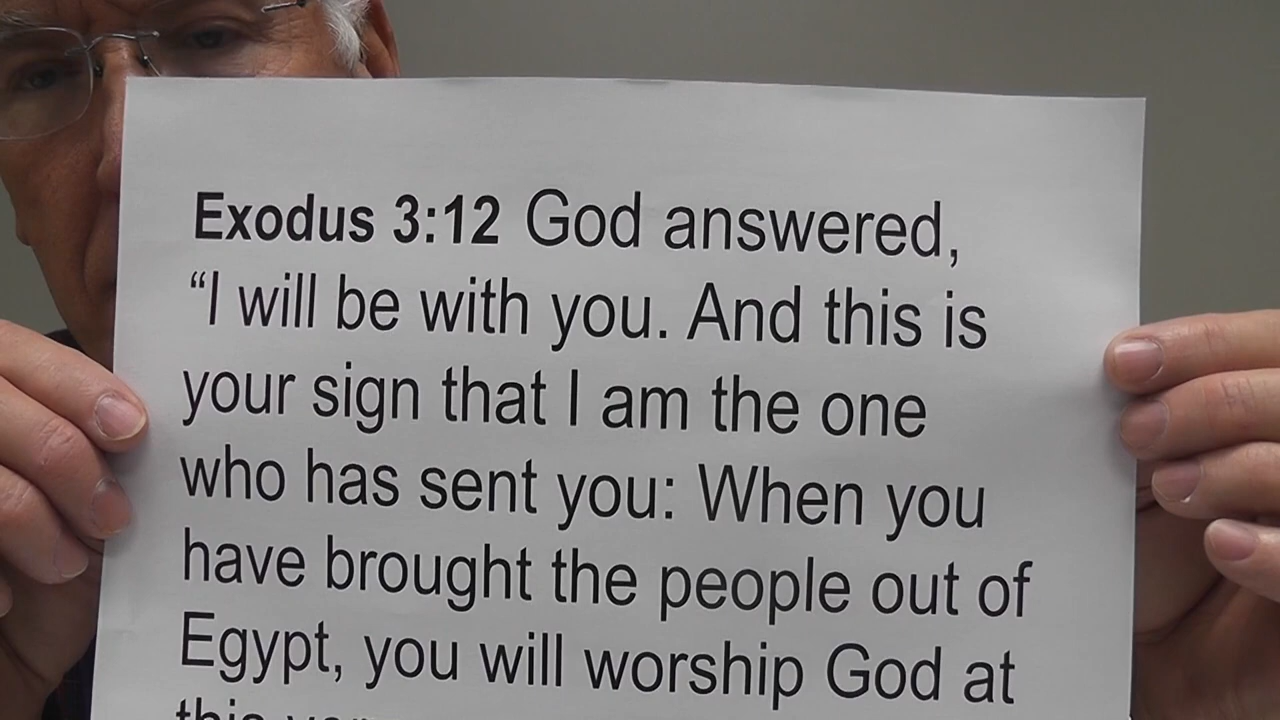 Exodus 3:12 God answered,
“I will be with you. And this is
your sign that I am the one
who has sent you: When you
have brought the people out of
Egypt, you will worship God at
this